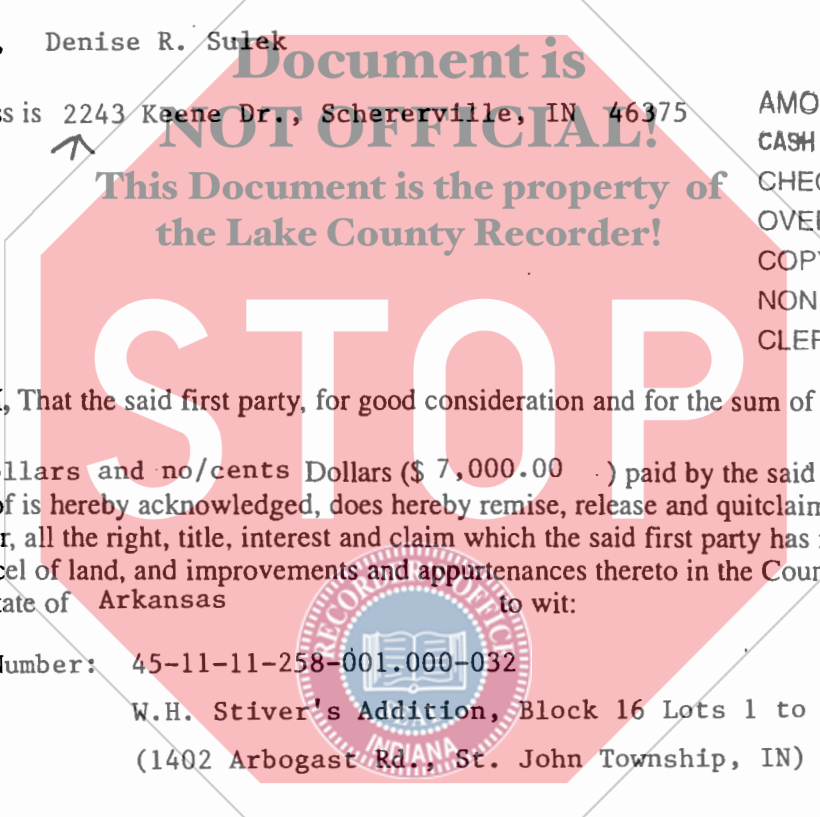 , Denise R. Sulek
Document is
ss is 2243 Keene Dr., Schererville, IN 46375
NOT OFFICIAL!
This Document is the property of
the Lake County Recorder!
AMO
CASH
CHEC
OVER
COPY
NON
CLER
STOP
, That the said first party, for good consideration and for the sum of
llars and no/cents Dollars ($ 7,000.00 ) paid by the said
of is hereby acknowledged, does hereby remise, release and quitclaim
r, all the right, title, interest and claim which the said first party has
cel of land, and improvements and appurtenances thereto in the Coun
tate of Arkansas to wit:
RECORDER'S OFFIC
Number: 45-11-11-258-001.000-032
W.H. Stiver's Addition, Block 16 Lots 1 to
INDIANA
(1402 Arbogast Rd., St. John Township, IN)